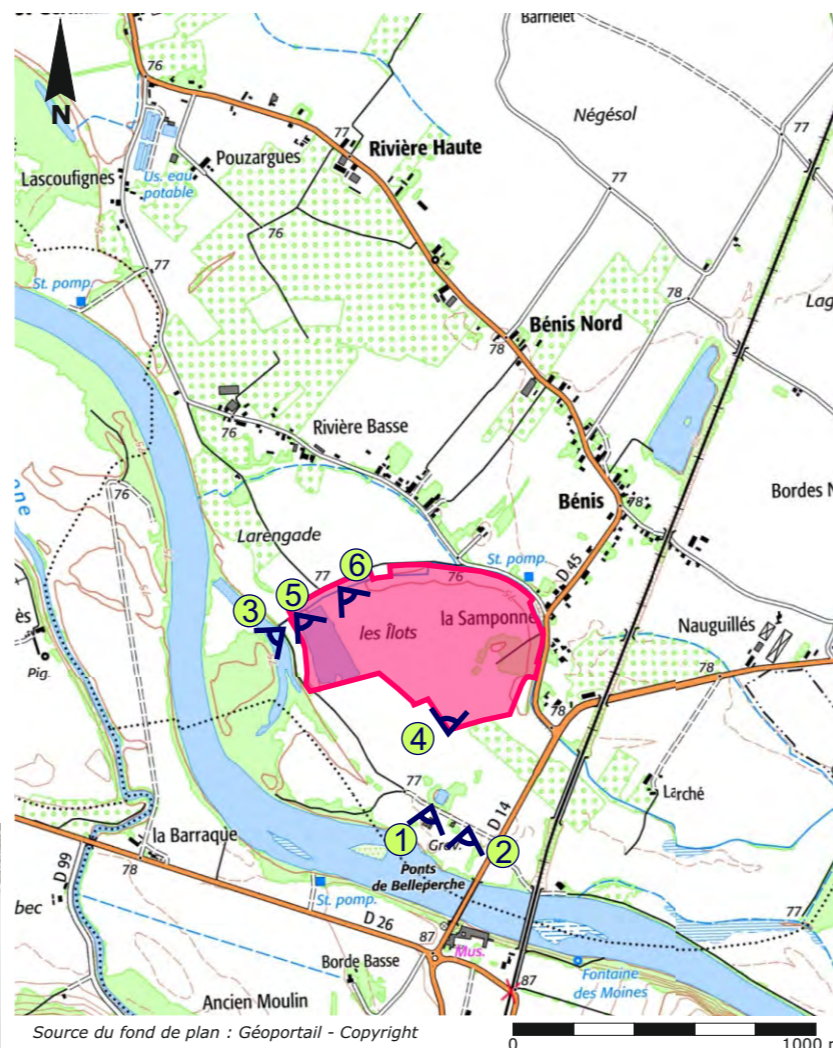 76
N
Barrielet
Négésol
77
77
Rivière Haute
Pouzargues
Lascoufignes
Us. eau
potable
77
76
77
St. pomp.
78
Lag
Bénis Nord
78
76
Rivière Basse
Bénis
78
Bordes N
76
one
Larengade
77
76
St. pomp.
D 45
6
5
3
la Samponne
les Îlots
Nauguillés
ès
Pig.
78
78
4
77
Larché
D 14
1
Grav.
2
la Barraque
78
Ponts
de Belleperche
D 99
St. pomp.
77
D 26
bec
87
Mus.
Borde Basse
87
Fontaine
des Moines
Ancien Moulin
Source du fond de plan : Géoportail - Copyright
0
1000 m